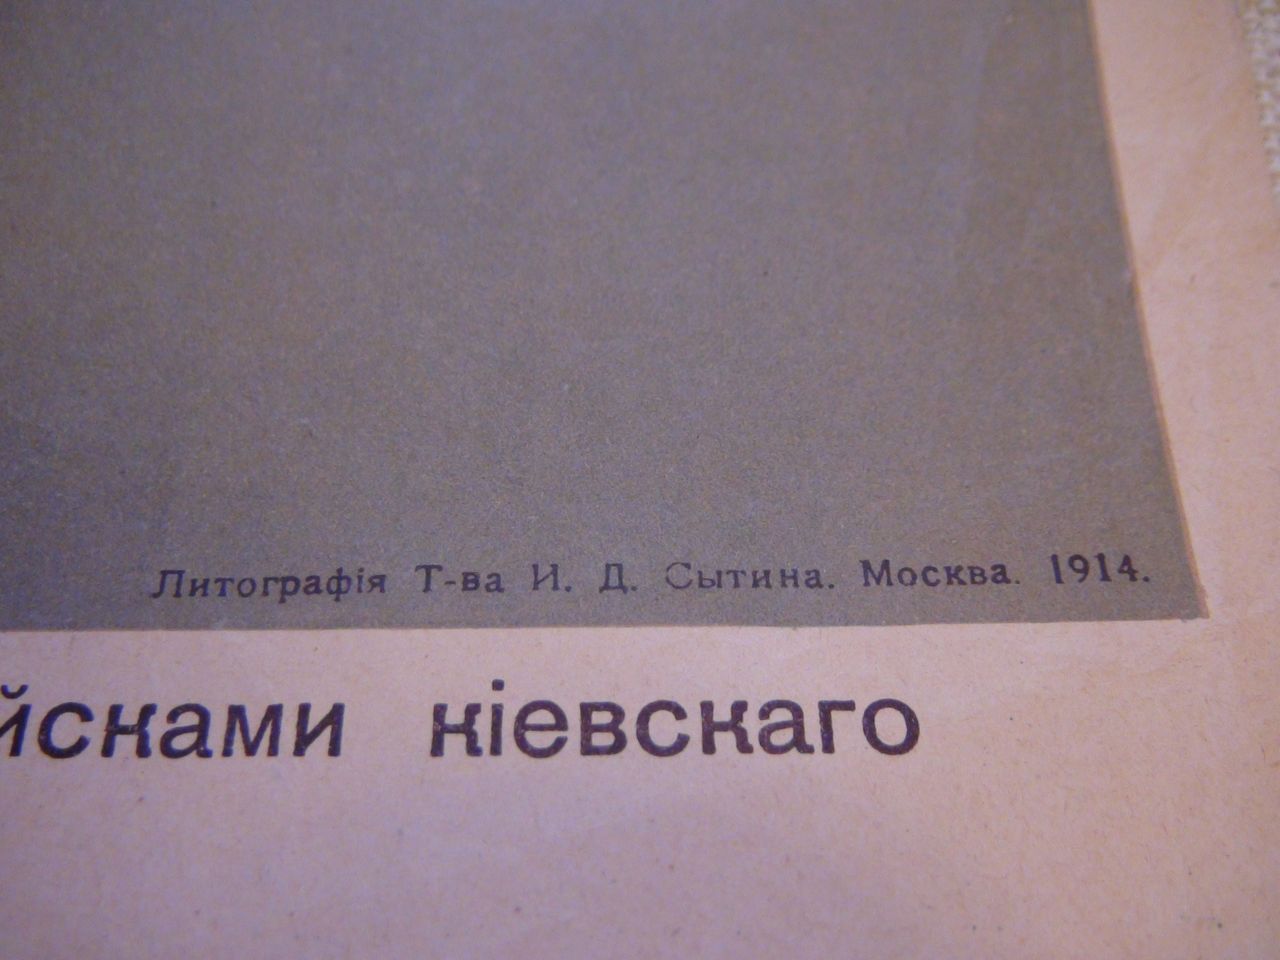 Литографія Т-ва И. Д. Сытина. Москва. 1914.
йсками кіевскаго